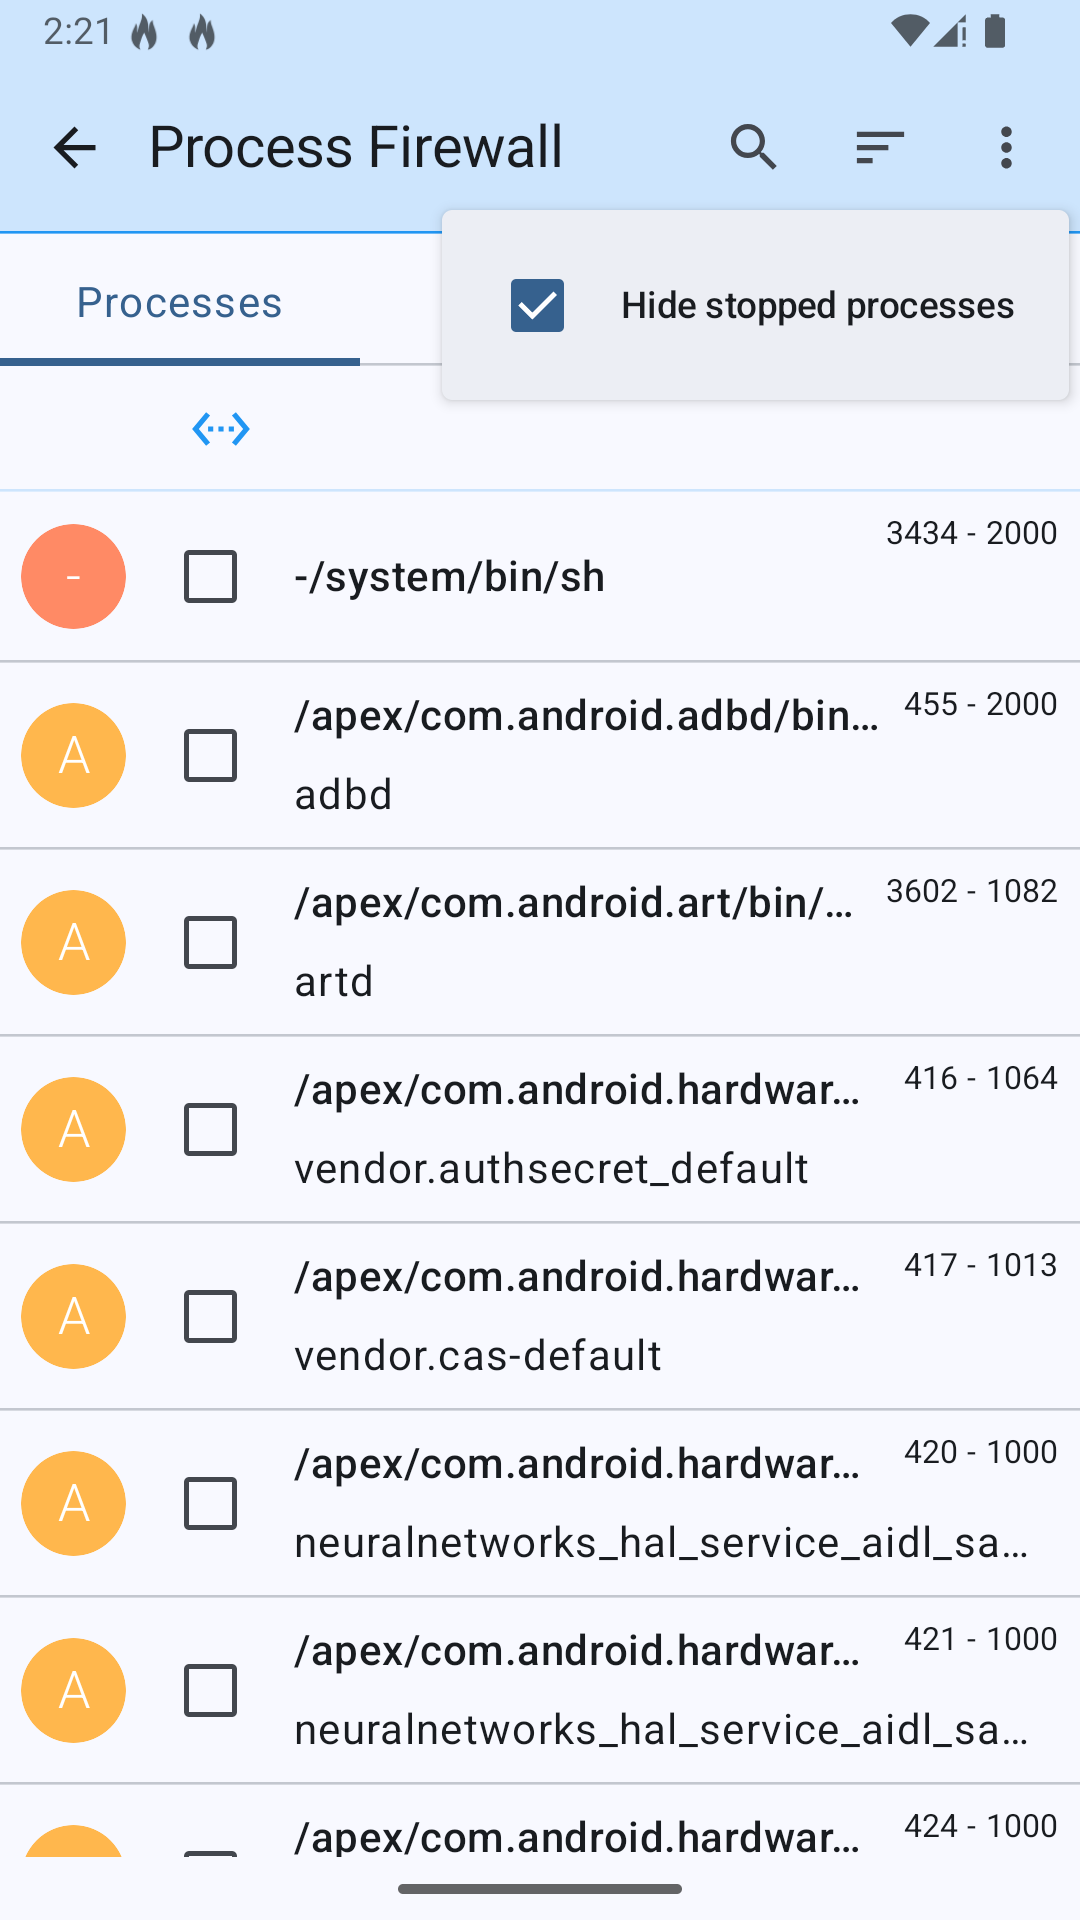 2:21
Process Firewall
Processes
Hide stopped processes
-
-/system/bin/sh
3434 - 2000
A
/apex/com.android.adbd/bin...
455 - 2000
adbd
A
/apex/com.android.art/bin/...
3602 - 1082
artd
A
/apex/com.android.hardwar...
416 - 1064
vendor.authsecret_default
A
/apex/com.android.hardwar...
417 - 1013
vendor.cas-default
A
/apex/com.android.hardwar...
420 - 1000
neuralnetworks_hal_service_aidl_sa...
A
/apex/com.android.hardwar...
421 - 1000
neuralnetworks_hal_service_aidl_sa...
/apex/com.android.hardwar...
424 - 1000